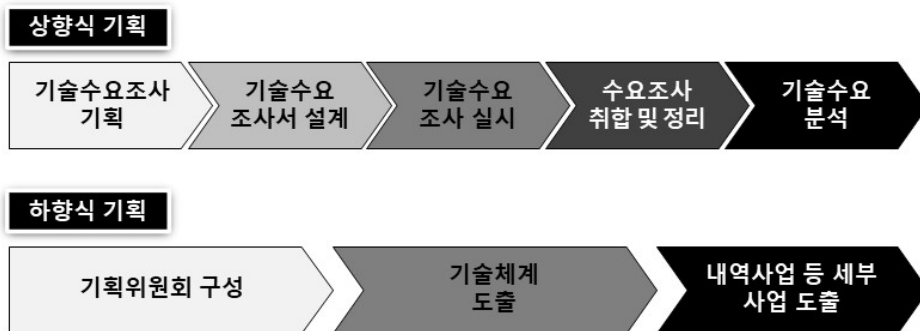 상향식 기획
기술수요조사
기획
기술수요
조사서 설계
기술수요
조사 실시
수요조사
취합 및 정리
기술수요
분석
하향식 기획
기획위원회 구성
기술체계
도출
내역사업 등 세부
사업 도출